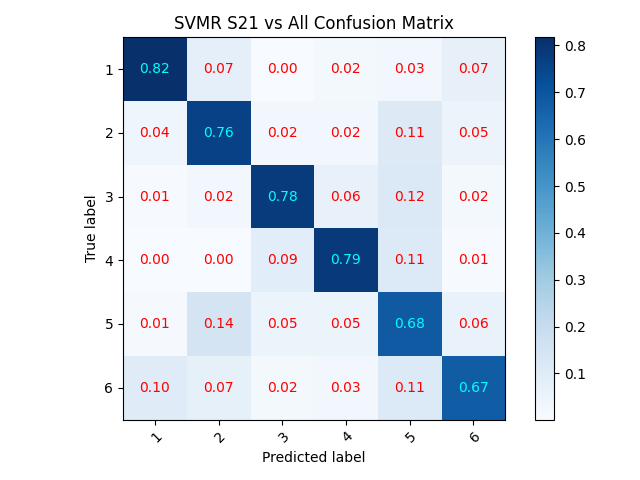 SVMR S21 vs All Confusion Matrix
1 0.82 0.07 0.00 0.02 0.03 0.07
2 0.04 0.76 0.02 0.02 0.11 0.05
3 0.01 0.02 0.78 0.06 0.12 0.02
4 0.00 0.00 0.09 0.79 0.11 0.01
5 0.01 0.14 0.05 0.05 0.68 0.06
6 0.10 0.07 0.02 0.03 0.11 0.67
1 2 3 4 5 6
True label
Predicted label
0.8
0.7
0.6
0.5
0.4
0.3
0.2
0.1